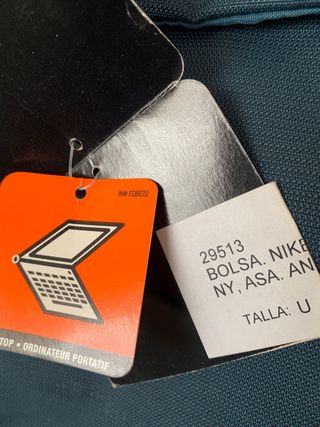 IM# EQBE22
29513
BOLSA. NIKE
NY, ASA. AN
TALLA: U
TOP • ORDINATEUR PORTATIF